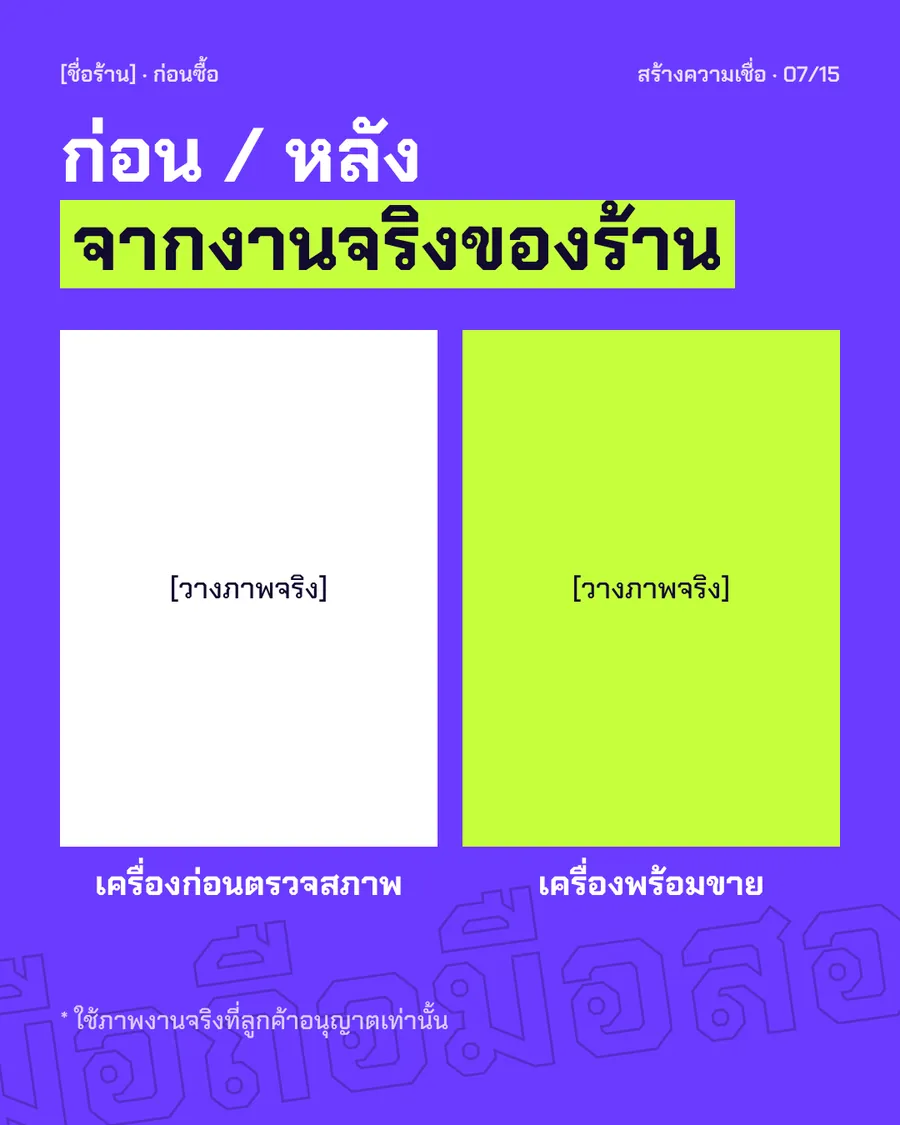 [ชื่อร้าน] · ก่อนซื้อ
สร้างความเชื่อ · 07/15
ก่อน / หลัง
จากงานจริงของร้าน
[วางภาพจริง]
[วางภาพจริง]
เครื่องก่อนตรวจสภาพ
เครื่องพร้อมขาย
* ใช้ภาพงานจริงที่ลูกค้าอนุญาตเท่านั้น
มือถือมือสอ